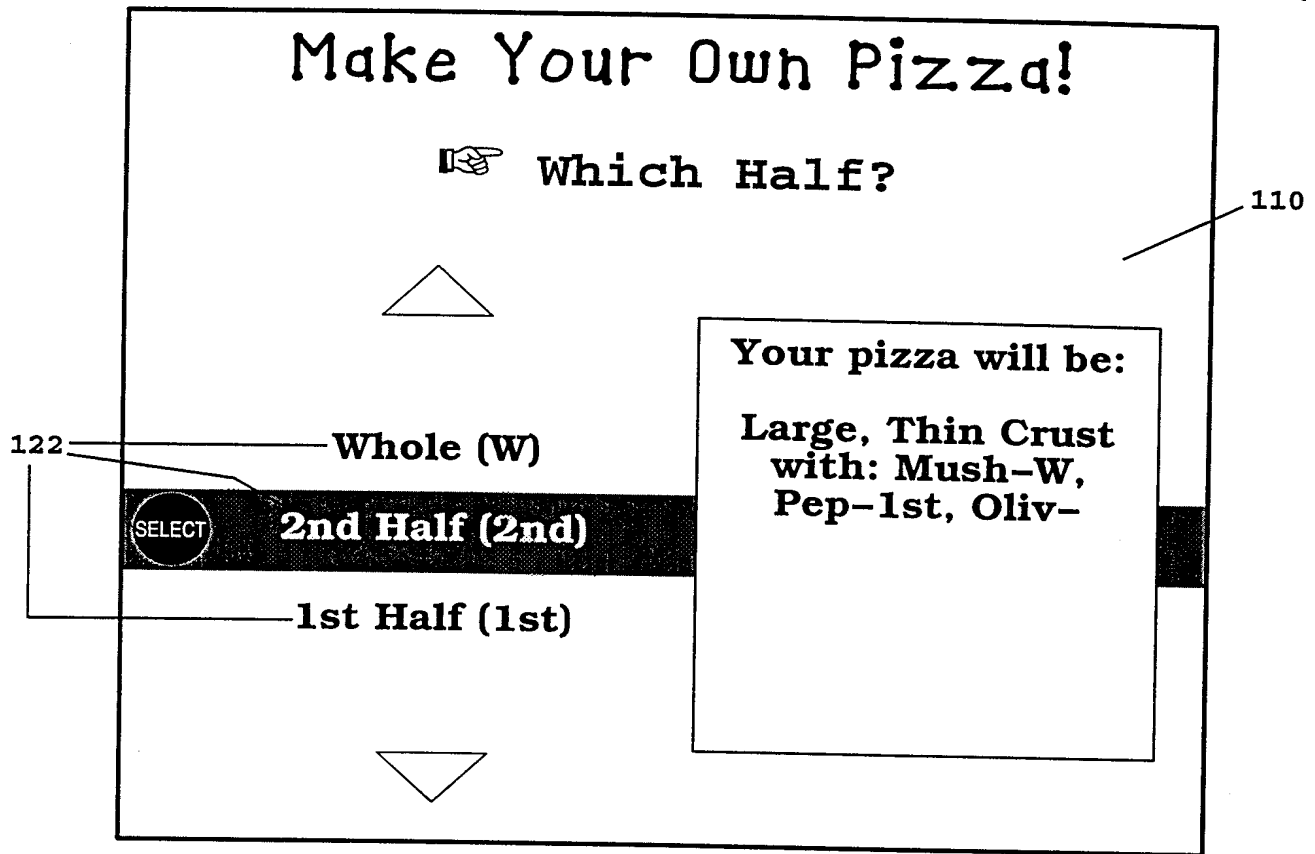 Make Your Own Pizza!
☞ Which Half?
110
Your pizza will be:
Large, Thin Crust
with: Mush–W,
Pep–1st, Oliv–
122
Whole (W)
SELECT 2nd Half (2nd)
1st Half (1st)